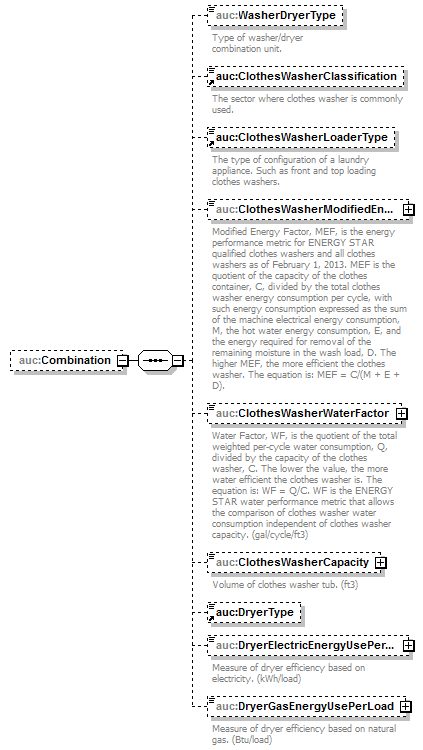 auc:WasherDryerType
Type of washer/dryer
combination unit.
auc:ClothesWasherClassification
The sector where clothes washer is commonly
used.
auc:ClothesWasherLoaderType
The type of configuration of a laundry
appliance. Such as front and top loading
clothes washers.
auc:ClothesWasherModifiedEn...
Modified Energy Factor, MEF, is the energy
performance metric for ENERGY STAR
qualified clothes washers and all clothes
washers as of February 1, 2013. MEF is the
quotient of the capacity of the clothes
container, C, divided by the total clothes
washer energy consumption per cycle, with
such energy consumption expressed as the sum
of the machine electrical energy consumption,
M, the hot water energy consumption, E, and
the energy required for removal of the
remaining moisture in the wash load, D. The
higher MEF, the more efficient the clothes
washer. The equation is: MEF = C/(M + E +
D).
auc:Combination
auc:ClothesWasherWaterFactor
Water Factor, WF, is the quotient of the total
weighted per-cycle water consumption, Q,
divided by the capacity of the clothes
washer, C. The lower the value, the more
water efficient the clothes washer is. The
equation is: WF = Q/C. WF is the ENERGY
STAR water performance metric that allows
the comparison of clothes washer water
consumption independent of clothes washer
capacity. (gal/cycle/ft3)
auc:ClothesWasherCapacity
Volume of clothes washer tub. (ft3)
auc:DryerType
auc:DryerElectricEnergyUsePer...
Measure of dryer efficiency based on
electricity. (kWh/load)
auc:DryerGasEnergyUsePerLoad
Measure of dryer efficiency based on natural
gas. (Btu/load)